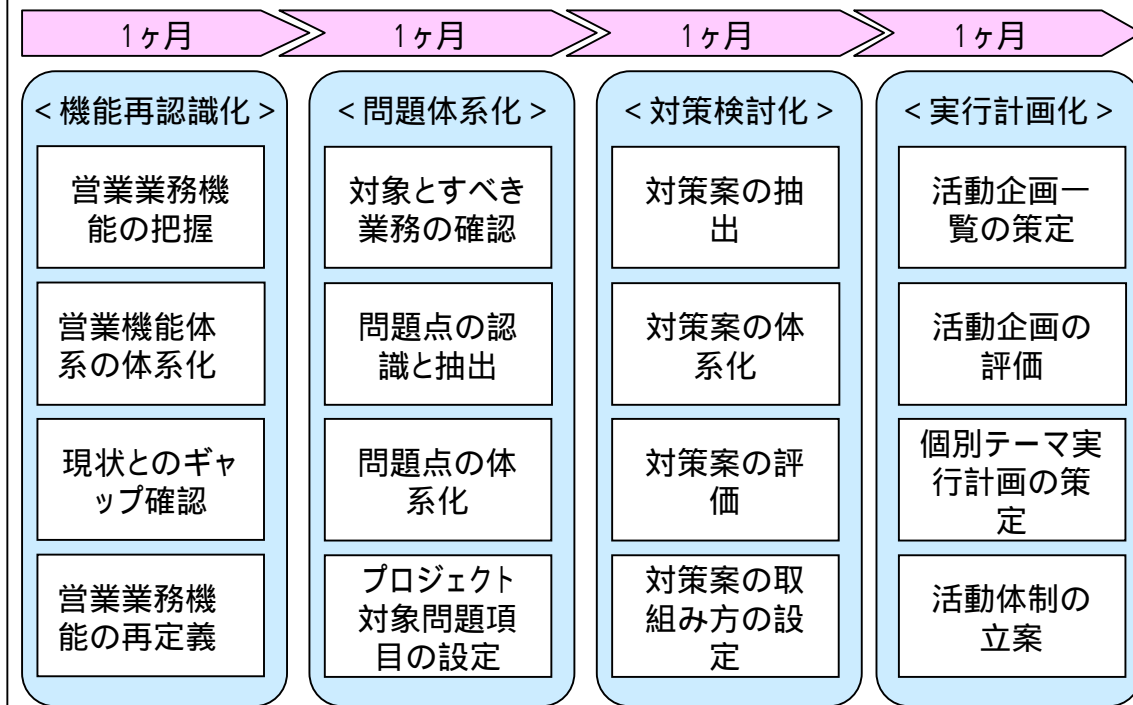 1ヶ月
1ヶ月
1ヶ月
1ヶ月
<機能再認識化>
営業業務機
能の把握
営業機能体
系の体系化
現状とのギャ
ップ確認
営業業務機
能の再定義
<問題体系化>
対象とすべき
業務の確認
問題点の認
識と抽出
問題点の体
系化
プロジェクト
対象問題項
目の設定
<対策検討化>
対策案の抽
出
対策案の体
系化
対策案の評
価
対策案の取
組み方の設
定
<実行計画化>
活動企画一
覧の策定
活動企画の
評価
個別テーマ実
行計画の策
定
活動体制の
立案